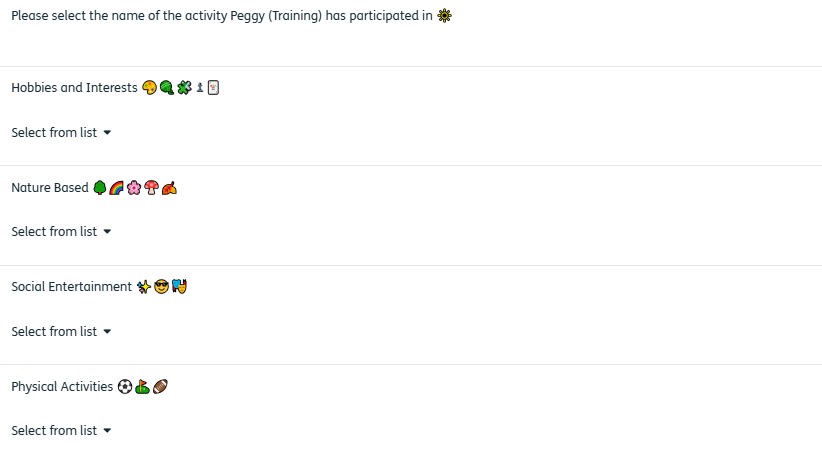 Please select the name of the activity Peggy (Training) has participated in
Hobbies and Interests
Select from list
Nature Based
Select from list
Social Entertainment
Select from list
Physical Activities
Select from list